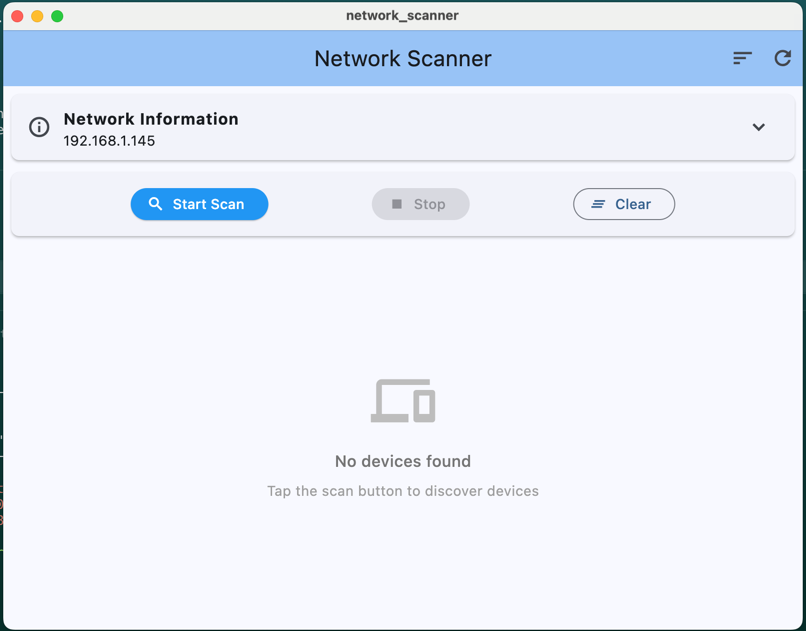 network_scanner
Network Scanner
Network Information
192.168.1.145
Start Scan
Stop
Clear
No devices found
Tap the scan button to discover devices